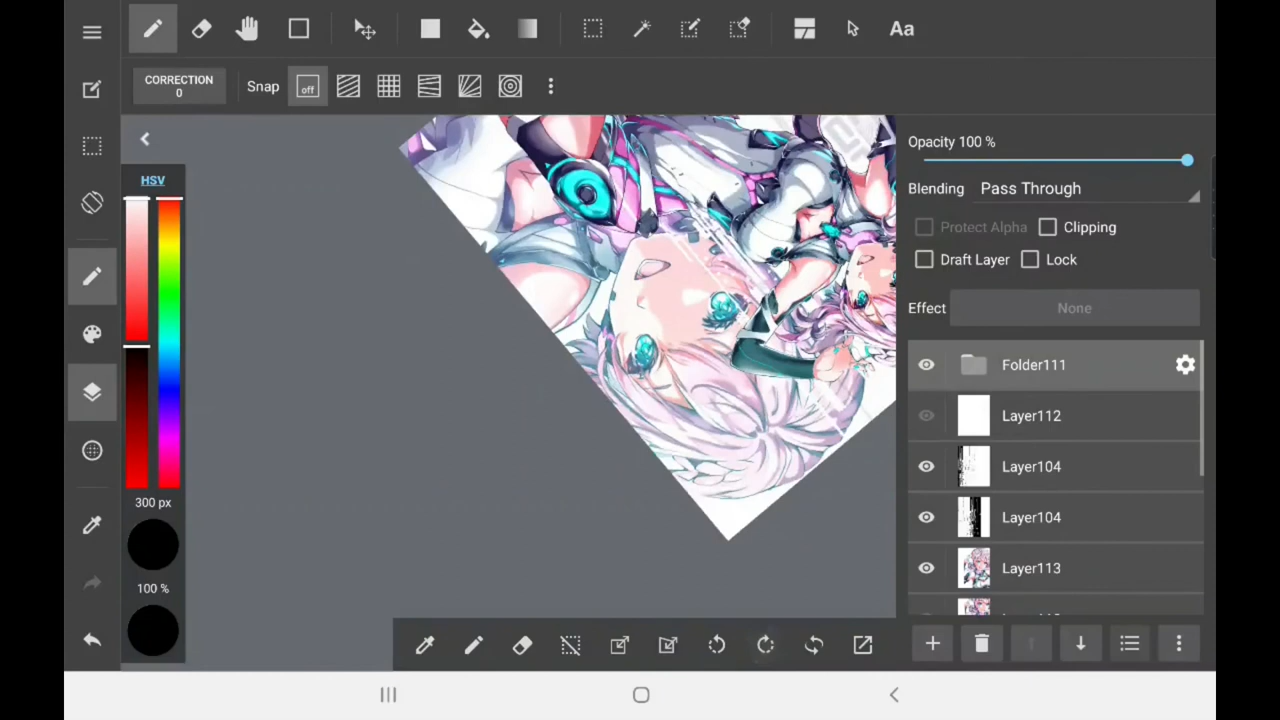 Aa
CORRECTION
0
Snap
off
HSV
300 px
100 %
Opacity 100 %
Blending Pass Through
Protect Alpha Clipping
Draft Layer Lock
Effect None
Folder111
Layer112
Layer104
Layer104
Layer113